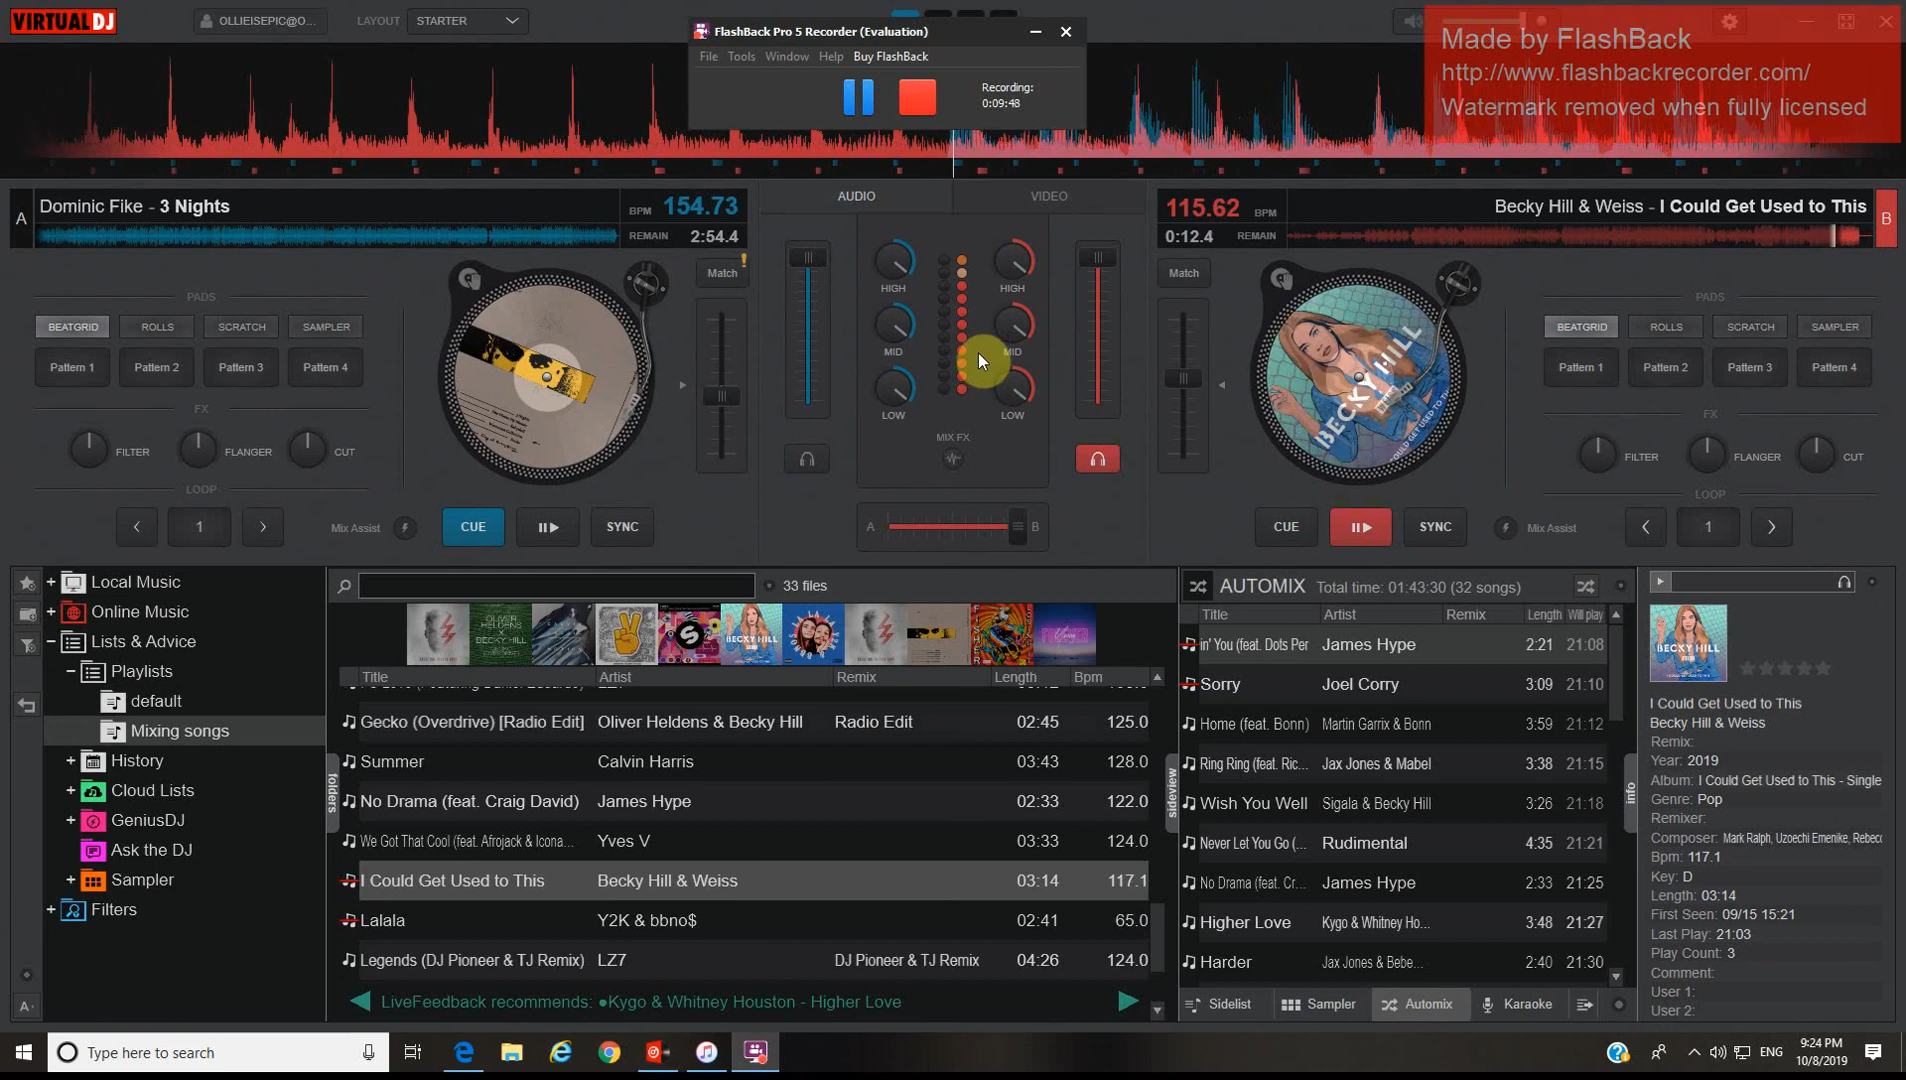 VIRTUAL DJ
OLLIEISEPIC@O...
LAYOUT
STARTER
FlashBack Pro 5 Recorder (Evaluation)
File Tools Window Help Buy FlashBack
Recording:
0:09:48
Made by FlashBack
http://www.flashbackrecorder.com/
Watermark removed when fully licensed
A
Dominic Fike - 3 Nights
BPM 154.73
REMAIN 2:54.4
AUDIO
VIDEO
115.62 BPM
0:12.4 REMAIN
Becky Hill & Weiss - I Could Get Used to This
B
Match
Match
PADS
BEATGRID ROLLS SCRATCH SAMPLER
Pattern 1 Pattern 2 Pattern 3 Pattern 4
FX
FILTER FLANGER CUT
LOOP
< 1 >
Mix Assist
CUE
SYNC
HIGH
HIGH
MID
MID
LOW
LOW
MIX FX
A B
BECKY HILL
PADS
BEATGRID ROLLS SCRATCH SAMPLER
Pattern 1 Pattern 2 Pattern 3 Pattern 4
FX
FILTER FLANGER CUT
LOOP
CUE
SYNC
Mix Assist
< 1 >
Local Music
Online Music
Lists & Advice
Playlists
default
Mixing songs
History
Cloud Lists
GeniusDJ
Ask the DJ
Sampler
Filters
folders
33 files
Title Artist Remix Length Bpm
Gecko (Overdrive) [Radio Edit] Oliver Heldens & Becky Hill Radio Edit 02:45 125.0
Summer Calvin Harris 03:43 128.0
No Drama (feat. Craig David) James Hype 02:33 122.0
We Got That Cool (feat. Afrojack & Icona... Yves V 03:33 124.0
I Could Get Used to This Becky Hill & Weiss 03:14 117.1
Lalala Y2K & bbno$ 02:41 65.0
Legends (DJ Pioneer & TJ Remix) LZ7 DJ Pioneer & TJ Remix 04:26 124.0
LiveFeedback recommends: ●Kygo & Whitney Houston - Higher Love
sideview
AUTOMIX Total time: 01:43:30 (32 songs)
Title Artist Remix Length Will play
in' You (feat. Dots Per James Hype 2:21 21:08
Sorry Joel Corry 3:09 21:10
Home (feat. Bonn) Martin Garrix & Bonn 3:59 21:12
Ring Ring (feat. Ric... Jax Jones & Mabel 3:38 21:15
Wish You Well Sigala & Becky Hill 3:26 21:18
Never Let You Go (... Rudimental 4:35 21:21
No Drama (feat. Cr... James Hype 2:33 21:25
Higher Love Kygo & Whitney Ho... 3:48 21:27
Harder Jax Jones & Bebe... 2:40 21:30
Sidelist Sampler Automix Karaoke
info
BECKY HILL
I Could Get Used to This
Becky Hill & Weiss
Remix:
Year: 2019
Album: I Could Get Used to This - Single
Genre: Pop
Remixer:
Composer: Mark Ralph, Uzoechi Emenike, Rebecc
Bpm: 117.1
Key: D
Length: 03:14
First Seen: 09/15 15:21
Last Play: 21:03
Play Count: 3
Comment:
User 1:
User 2:
Type here to search
ENG
9:24 PM
10/8/2019